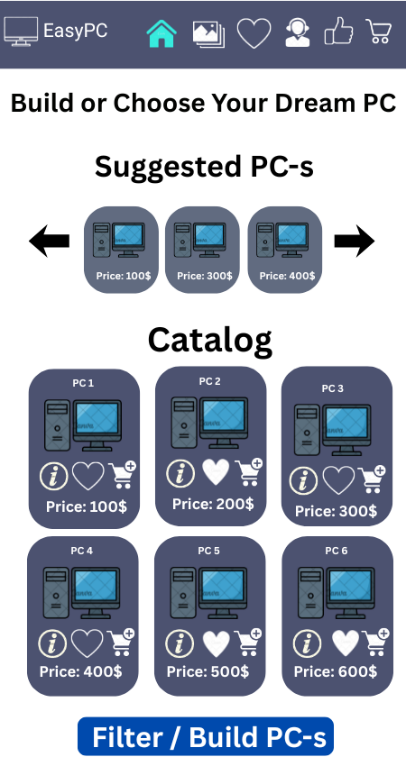 EasyPC
Build or Choose Your Dream PC
Suggested PC-s
Price: 100$ Price: 300$ Price: 400$
Catalog
PC 1 PC 2 PC 3
Price: 100$ Price: 200$ Price: 300$
PC 4 PC 5 PC 6
Price: 400$ Price: 500$ Price: 600$
Filter / Build PC-s